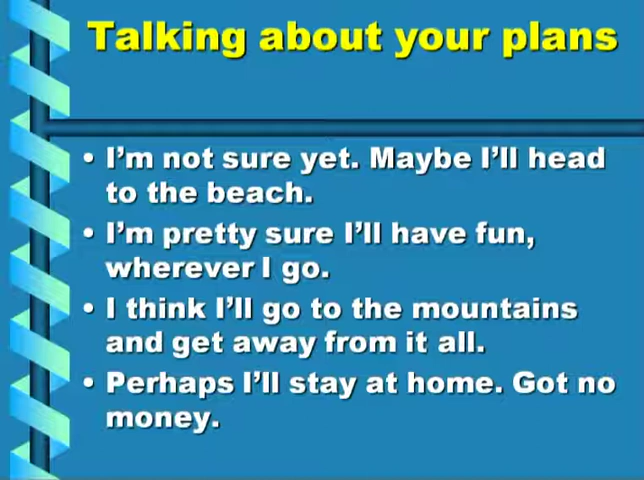 Talking about your plans
• I'm not sure yet. Maybe I'll head
to the beach.
• I'm pretty sure I'll have fun,
wherever I go.
• I think I'll go to the mountains
and get away from it all.
• Perhaps I'll stay at home. Got no
money.